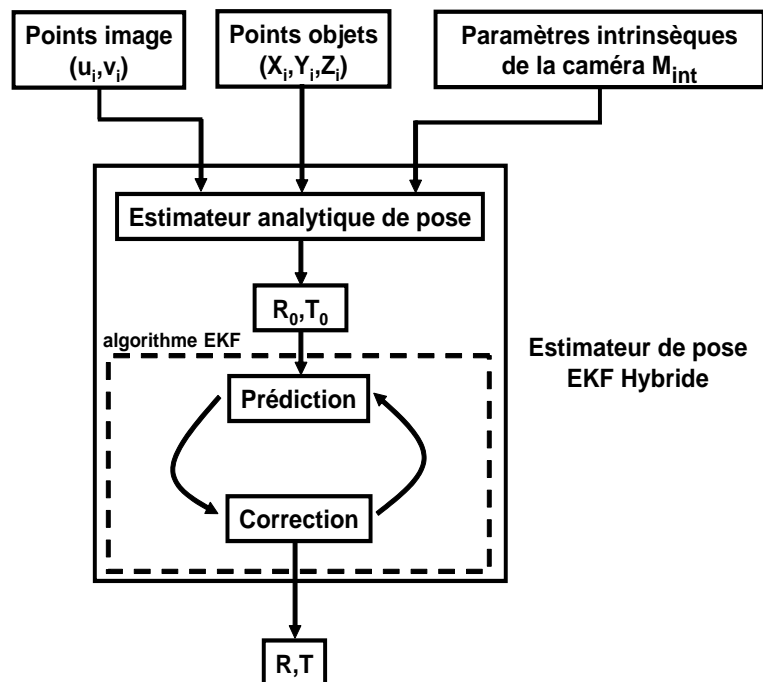 Points image
(u_i,v_i)
Points objets
(X_i,Y_i,Z_i)
Paramètres intrinsèques
de la caméra M_int
Estimateur analytique de pose
R_0,T_0
algorithme EKF
Estimateur de pose
EKF Hybride
Prédiction
Correction
R,T